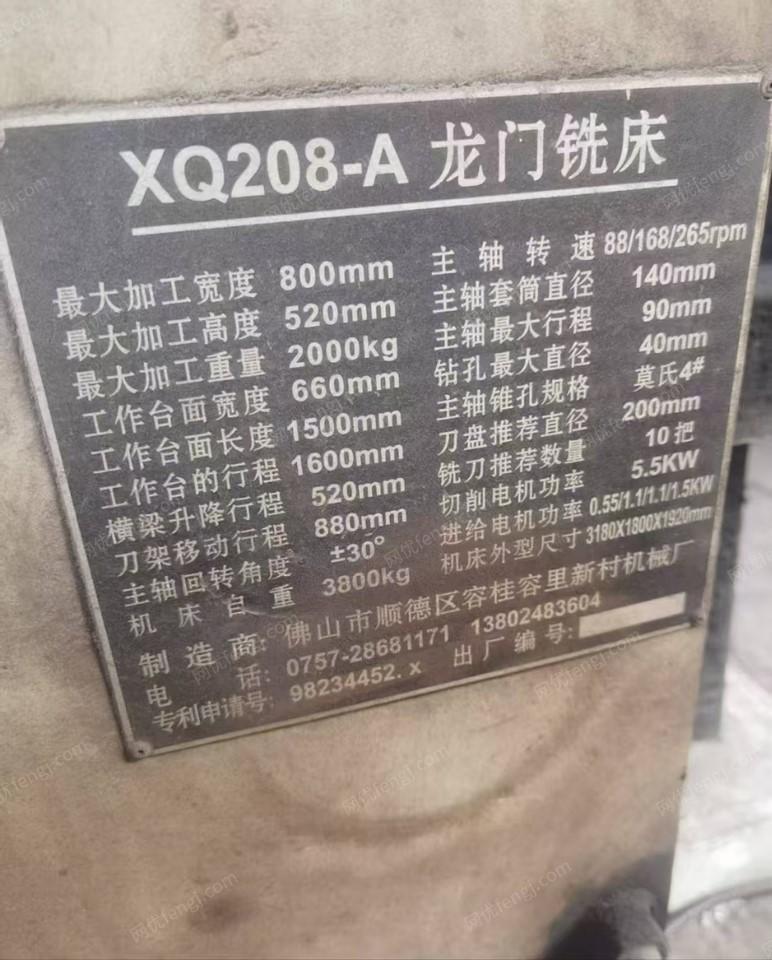 XQ208-A 龙门铣床
最大加工宽度 800mm 主轴转速 88/168/265rpm
最大加工高度 520mm 主轴套筒直径 140mm
最大加工重量 2000kg 主轴最大行程 90mm
工作台面宽度 660mm 钻孔最大直径 40mm
工作台面长度 1500mm 主轴锥孔规格 莫氏4#
工作台的行程 1600mm 刀盘推荐直径 200mm
横梁升降行程 520mm 铣刀推荐数量 10把
刀架移动行程 880mm 切削电机功率 5.5KW
主轴回转角度 ±30° 进给电机功率 0.55/1.1/1.1/1.5KW
机床自重 3800kg 机床外型尺寸 3180X1800X1920mm
制造商: 佛山市顺德区容桂容里新村机械厂
电话: 0757-28681171 13802483604
专利申请号: 98234452.x 出厂编号:
网优fengj.com